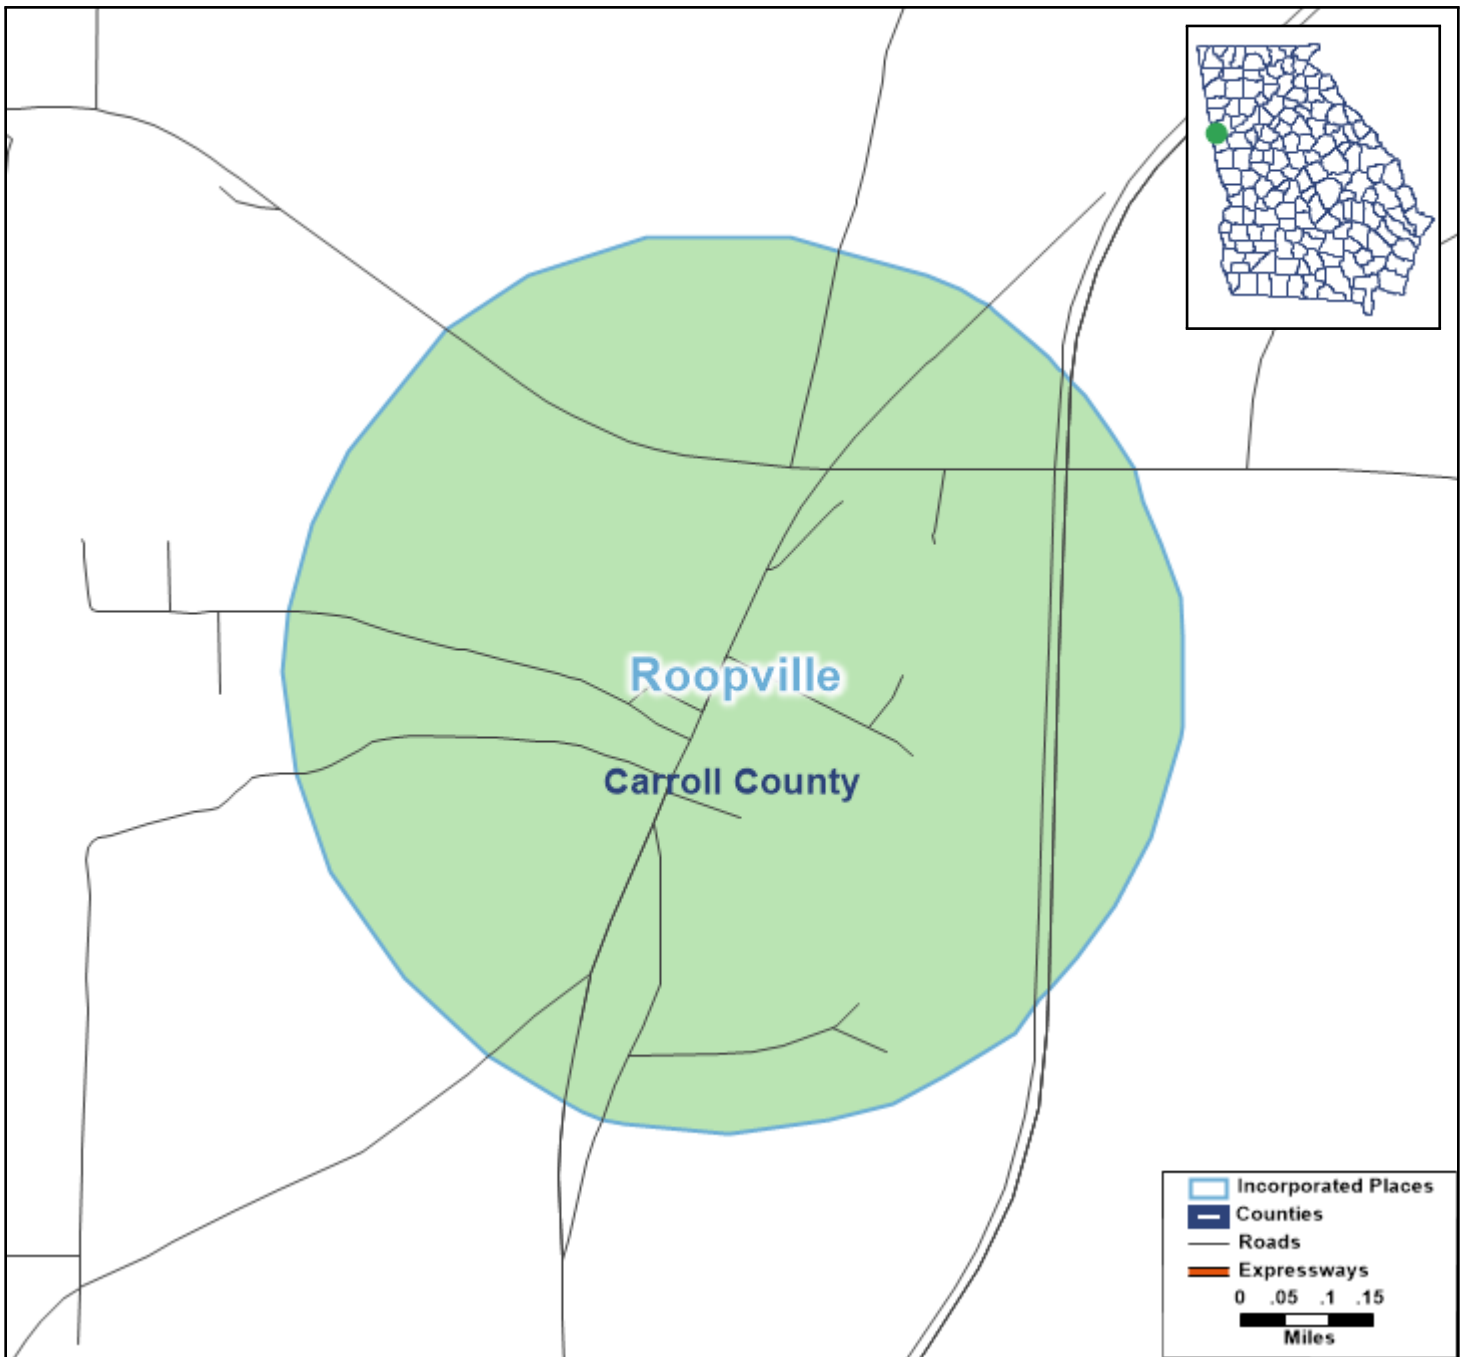 Roopville
Carroll County
Incorporated Places
Counties
Roads
Expressways
0 .05 .1 .15
Miles